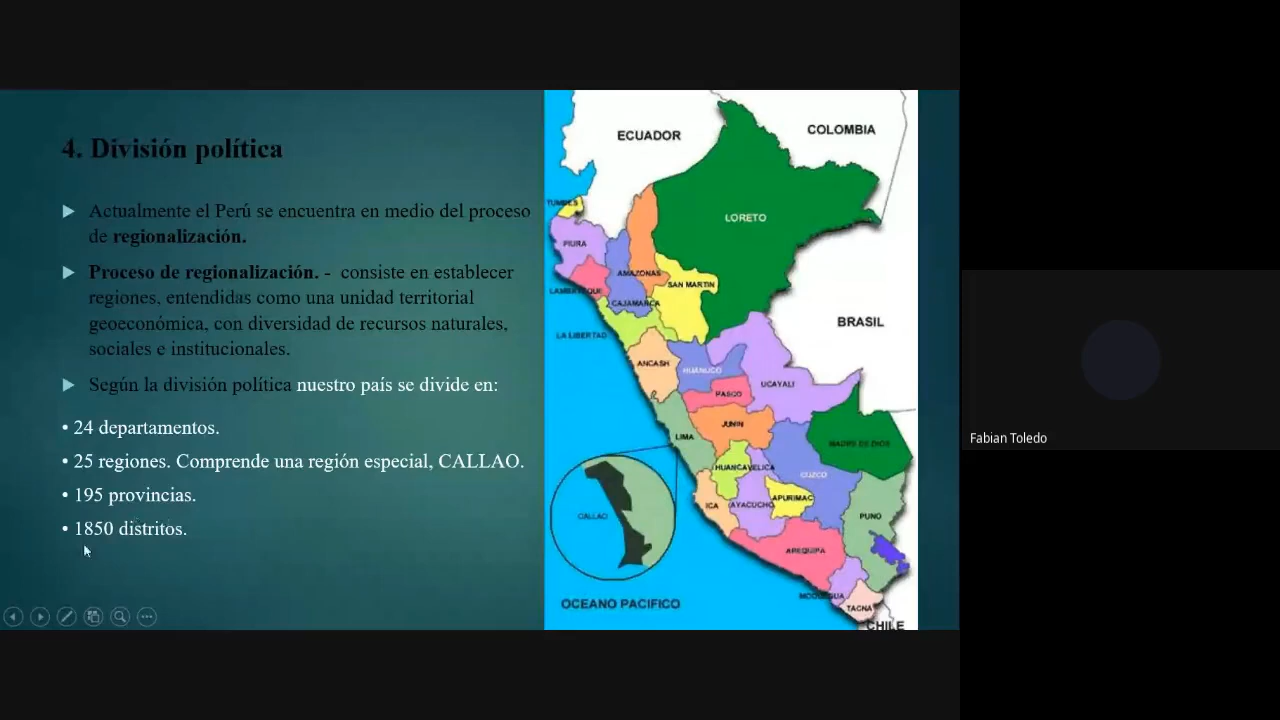 4. División política
Actualmente el Perú se encuentra en medio del proceso
de regionalización.
Proceso de regionalización. - consiste en establecer
regiones, entendidas como una unidad territorial
geoeconómica, con diversidad de recursos naturales,
sociales e institucionales.
Según la división política nuestro país se divide en:
• 24 departamentos.
• 25 regiones. Comprende una región especial, CALLAO.
• 195 provincias.
• 1850 distritos.
ECUADOR
COLOMBIA
TUMBES
LORETO
PIURA
AMAZONAS
SAN MARTIN
LAMBAYEQUE
CAJAMARCA
BRASIL
LA LIBERTAD
ANCASH
HUANUCO
UCAYALI
PASCO
JUNIN
LIMA
MADRE DE DIOS
HUANCAVELICA
CUZCO
APURIMAC
ICA
AYACUCHO
CALLAO
PUNO
AREQUIPA
MOQUEGUA
OCEANO PACIFICO
TACNA
CHILE
Fabian Toledo